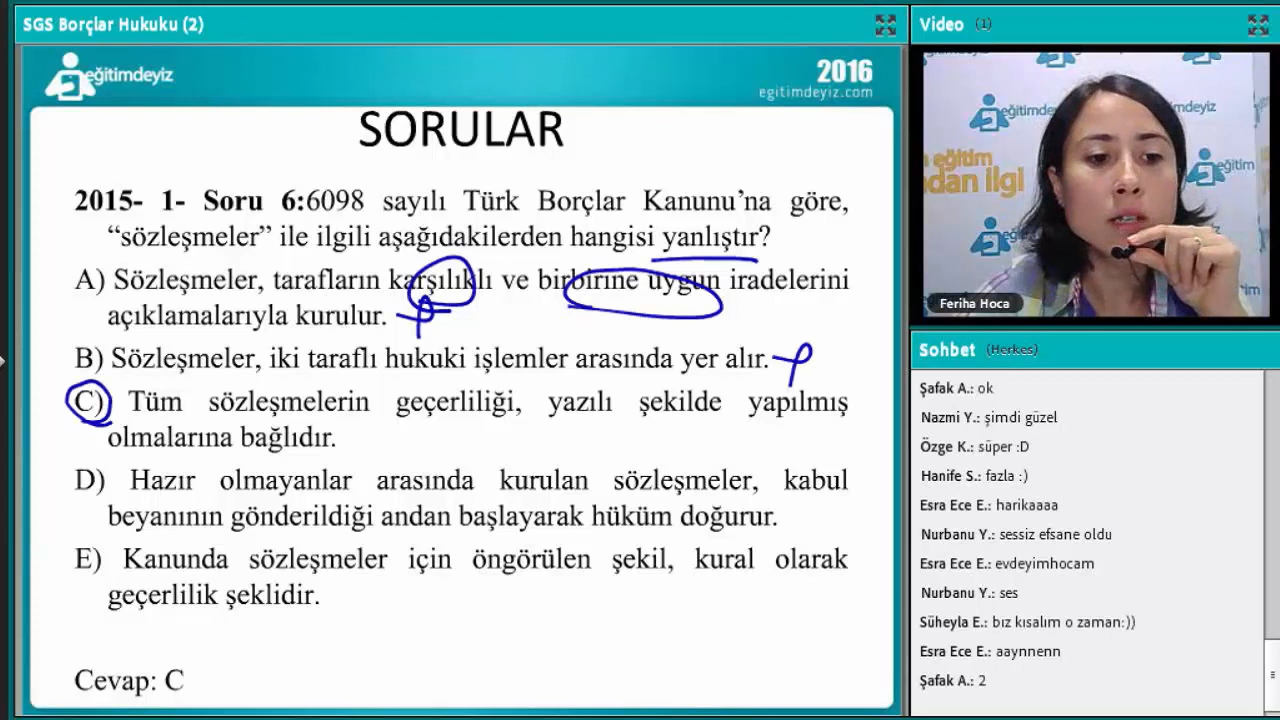 SGS Borçlar Hukuku (2)
eğitimdeyiz
2016
egitimdeyiz.com
SORULAR
2015- 1- Soru 6:6098 sayılı Türk Borçlar Kanunu’na göre,
“sözleşmeler” ile ilgili aşağıdakilerden hangisi yanlıştır?
A) Sözleşmeler, tarafların karşılıklı ve birbirine uygun iradelerini
açıklamalarıyla kurulur.
B) Sözleşmeler, iki taraflı hukuki işlemler arasında yer alır.
C) Tüm sözleşmelerin geçerliliği, yazılı şekilde yapılmış
olmalarına bağlıdır.
D) Hazır olmayanlar arasında kurulan sözleşmeler, kabul
beyanının gönderildiği andan başlayarak hüküm doğurur.
E) Kanunda sözleşmeler için öngörülen şekil, kural olarak
geçerlilik şeklidir.
Cevap: C
Video (1)
eğitim
ilgi
eğitim
Feriha Hoca
Sohbet (Herkes)
Şafak A.: ok
Nazmi Y.: şimdi güzel
Özge K.: süper :D
Hanife S.: fazla :)
Esra Ece E.: harikaaaa
Nurbanu Y.: sessiz efsane oldu
Esra Ece E.: evdeyimhocam
Nurbanu Y.: ses
Süheyla E.: bız kısalım o zaman:))
Esra Ece E.: aaynnenn
Şafak A.: 2